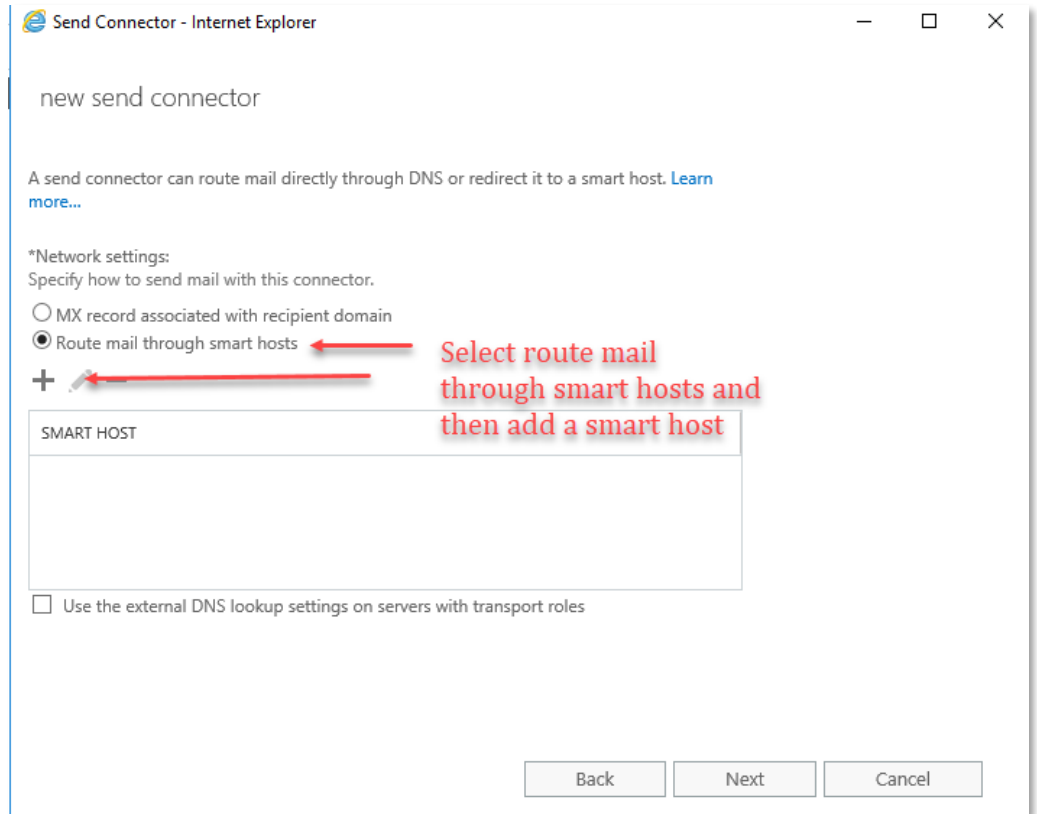 Send Connector - Internet Explorer
new send connector
A send connector can route mail directly through DNS or redirect it to a smart host. Learn
more...
*Network settings:
Specify how to send mail with this connector.
MX record associated with recipient domain
Route mail through smart hosts
Select route mail
through smart hosts and
then add a smart host
SMART HOST
Use the external DNS lookup settings on servers with transport roles
Back
Next
Cancel